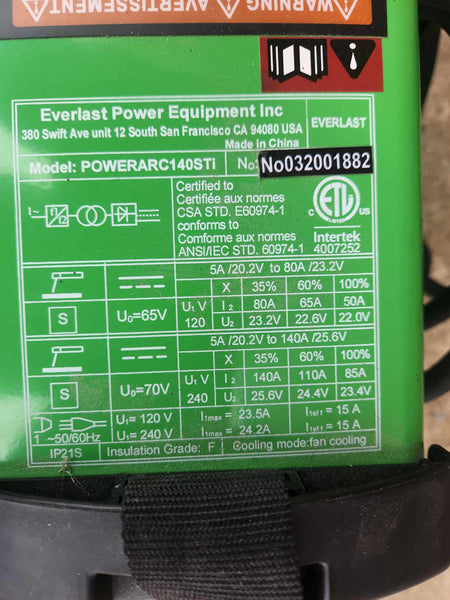 WARNING
AVERTISSEMENT
Everlast Power Equipment Inc
380 Swift Ave unit 12 South San Francisco CA 94080 USA
Made in China
EVERLAST
Model: POWERARC140STi No: No032001882
1~ f1/f2
Certified to
Certifiée aux normes
CSA STD. E60974-1
conforms to
Comforme aux normes
ANSI/IEC STD. 60974-1
ETL
LISTED
C US
Intertek
4007252
5A /20.2V to 80A /23.2V
X 35% 60% 100%
S U₀=65V U₁ V 120 I₂ 80A 65A 50A
U₂ 23.2V 22.6V 22.0V
5A /20.2V to 140A /25.6V
X 35% 60% 100%
S U₀=70V U₁ V 240 I₂ 140A 110A 85A
U₂ 25.6V 24.4V 23.4V
1 ~50/60Hz
U₁= 120 V I1max = 23.5A I1eff = 15 A
U₁= 240 V I1max = 24.2A I1eff = 15 A
IP21S Insulation Grade: F Cooling mode:fan cooling